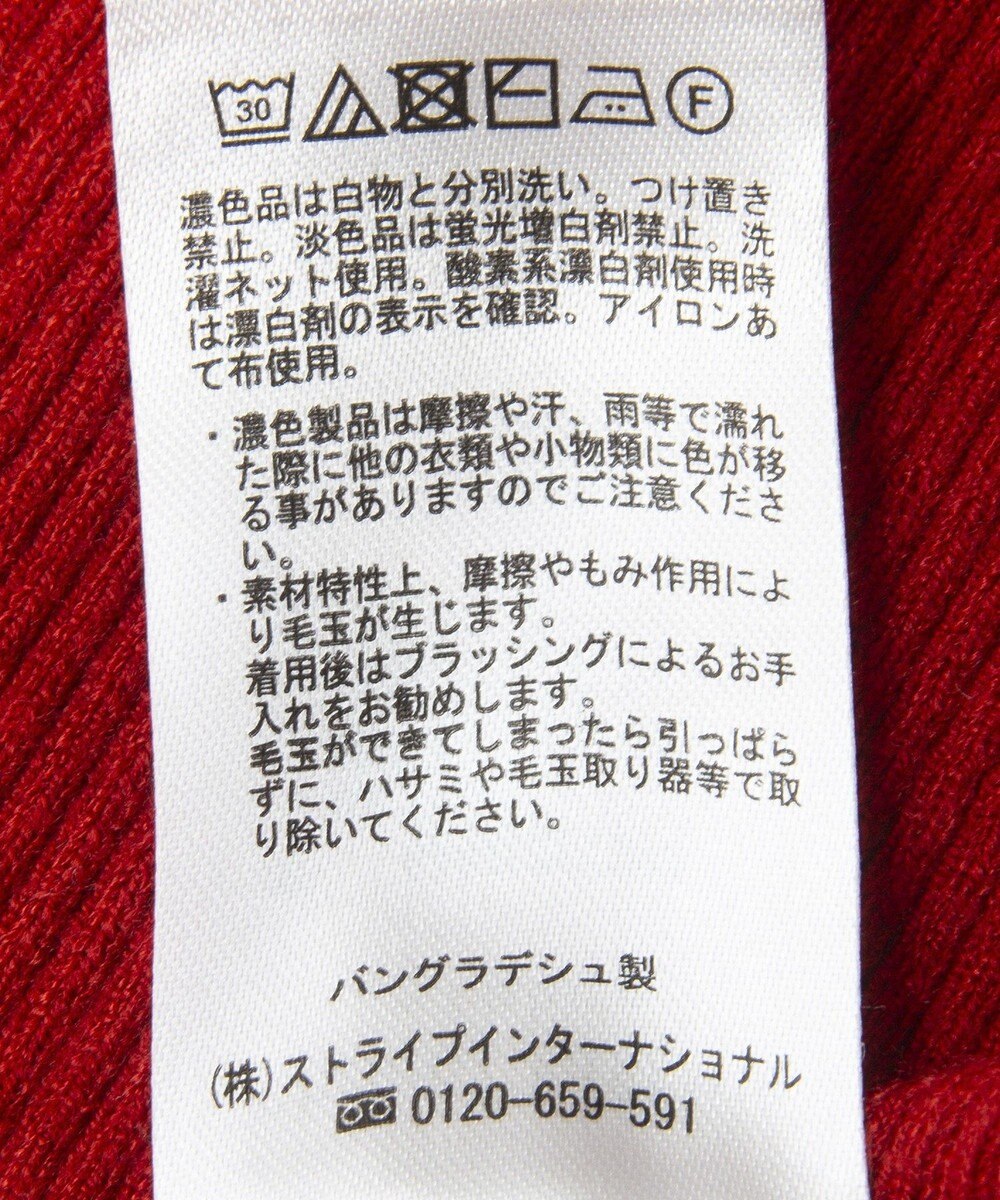 30 F
濃色品は白物と分別洗い。つけ置き
禁止。淡色品は蛍光増白剤禁止。洗
濯ネット使用。酸素系漂白剤使用時
は漂白剤の表示を確認。アイロンあ
て布使用。
・濃色製品は摩擦や汗、雨等で濡れ
た際に他の衣類や小物類に色が移
る事がありますのでご注意くださ
い。
・素材特性上、摩擦やもみ作用によ
り毛玉が生じます。
着用後はブラッシングによるお手
入れをお勧めします。
毛玉ができてしまったら引っぱら
ずに、ハサミや毛玉取り器等で取
り除いてください。
バングラデシュ製
(株)ストライプインターナショナル
0120-659-591